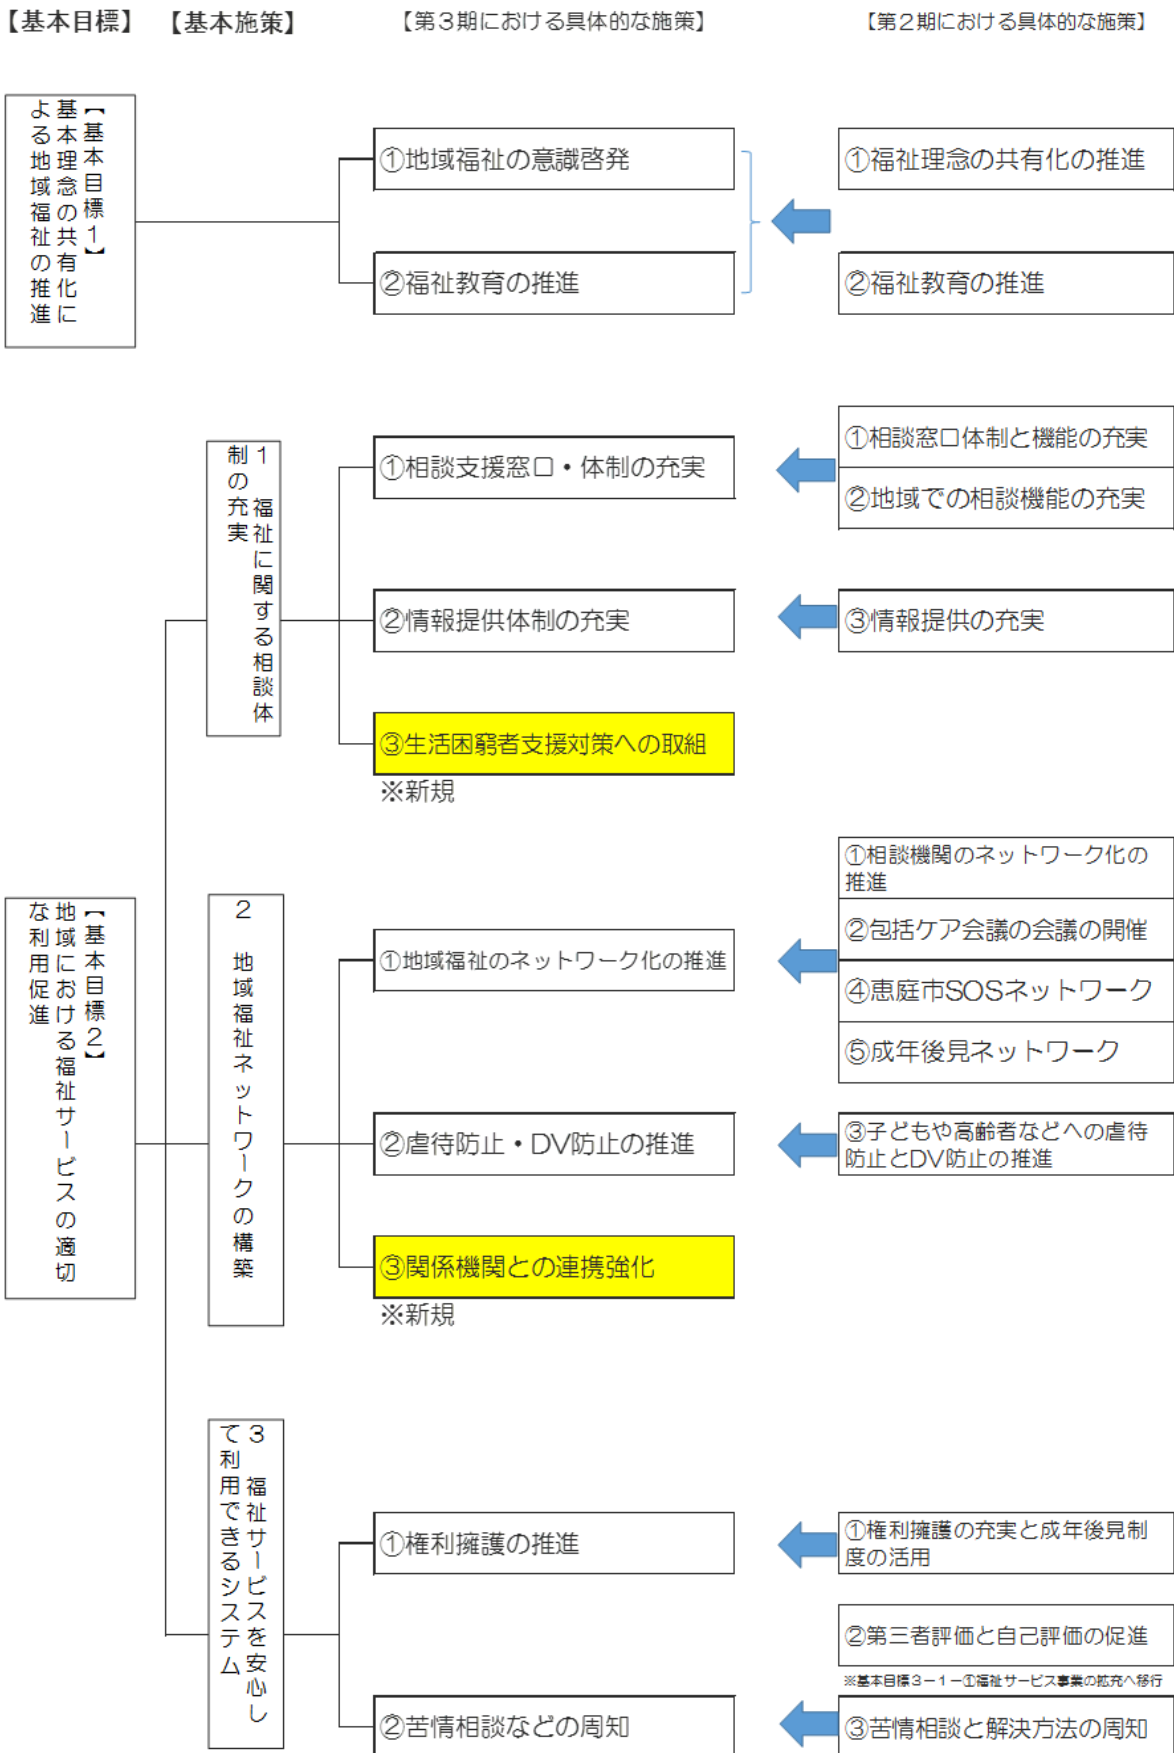 【基本目標】 【基本施策】 【第３期における具体的な施策】 【第２期における具体的な施策】
【基本目標１】
基本理念の共有化に
よる地域福祉の推進
①地域福祉の意識啓発
②福祉教育の推進
①福祉理念の共有化の推進
②福祉教育の推進
【基本目標２】
地域における福祉サービスの適切
な利用促進
１ 福祉に関する相談体
制の充実
①相談支援窓口・体制の充実
②情報提供体制の充実
③生活困窮者支援対策への取組
※新規
①相談窓口体制と機能の充実
②地域での相談機能の充実
③情報提供の充実
２ 地域福祉ネットワークの構築
①地域福祉のネットワーク化の推進
②虐待防止・DV防止の推進
③関係機関との連携強化
※新規
①相談機関のネットワーク化の
推進
②包括ケア会議の会議の開催
④恵庭市SOSネットワーク
⑤成年後見ネットワーク
③子どもや高齢者などへの虐待
防止とDV防止の推進
３ 福祉サービスを安心し
て利用できるシステム
①権利擁護の推進
②苦情相談などの周知
①権利擁護の充実と成年後見制
度の活用
②第三者評価と自己評価の促進
※基本目標３－１－①福祉サービス事業の拡充へ移行
③苦情相談と解決方法の周知